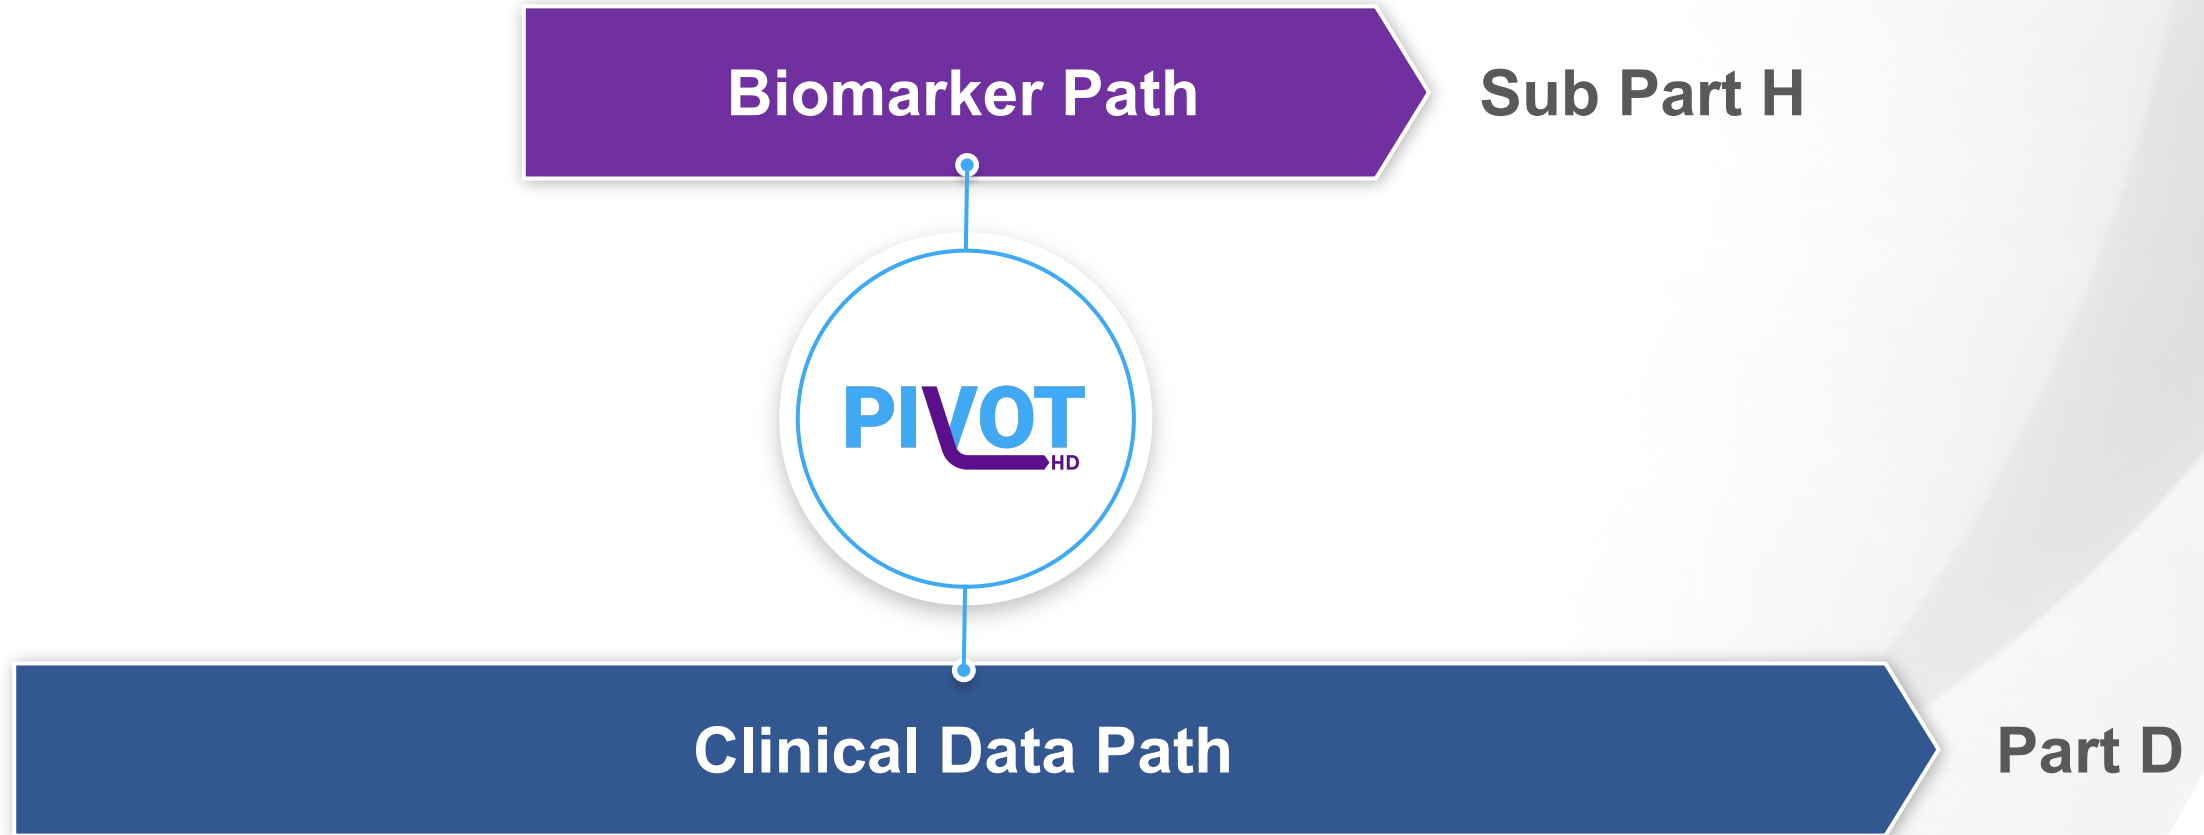 Biomarker Path
Sub Part H
PIVOT
HD
Clinical Data Path
Part D